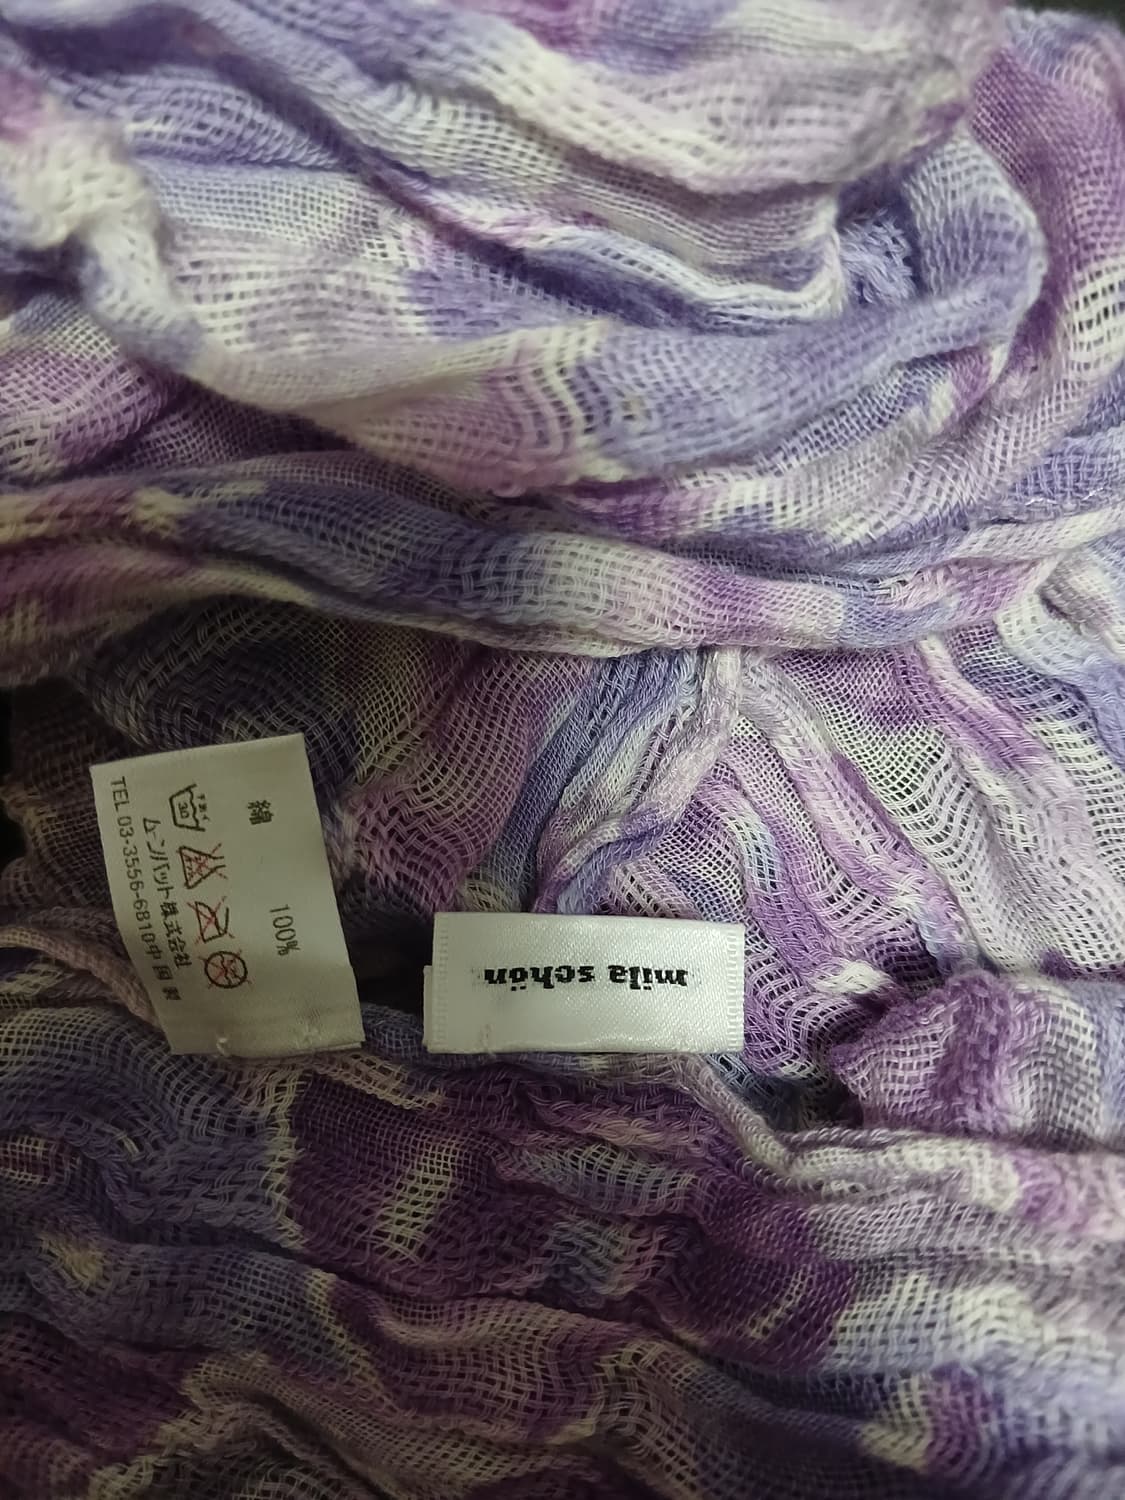 綿 100%
ムーンバット株式会社
TEL 03-3556-6810 中国製
mila schön